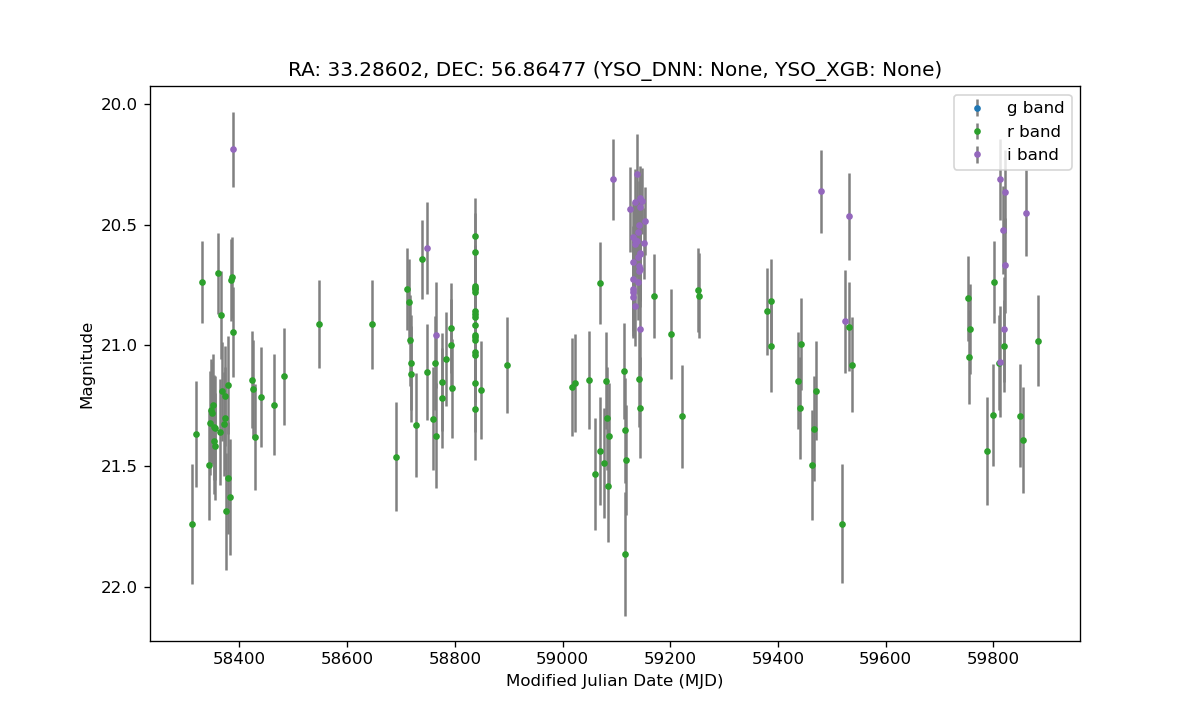 RA: 33.28602, DEC: 56.86477 (YSO_DNN: None, YSO_XGB: None)
g band
r band
i band
20.0
20.5
21.0
21.5
22.0
Magnitude
58400 58600 58800 59000 59200 59400 59600 59800
Modified Julian Date (MJD)